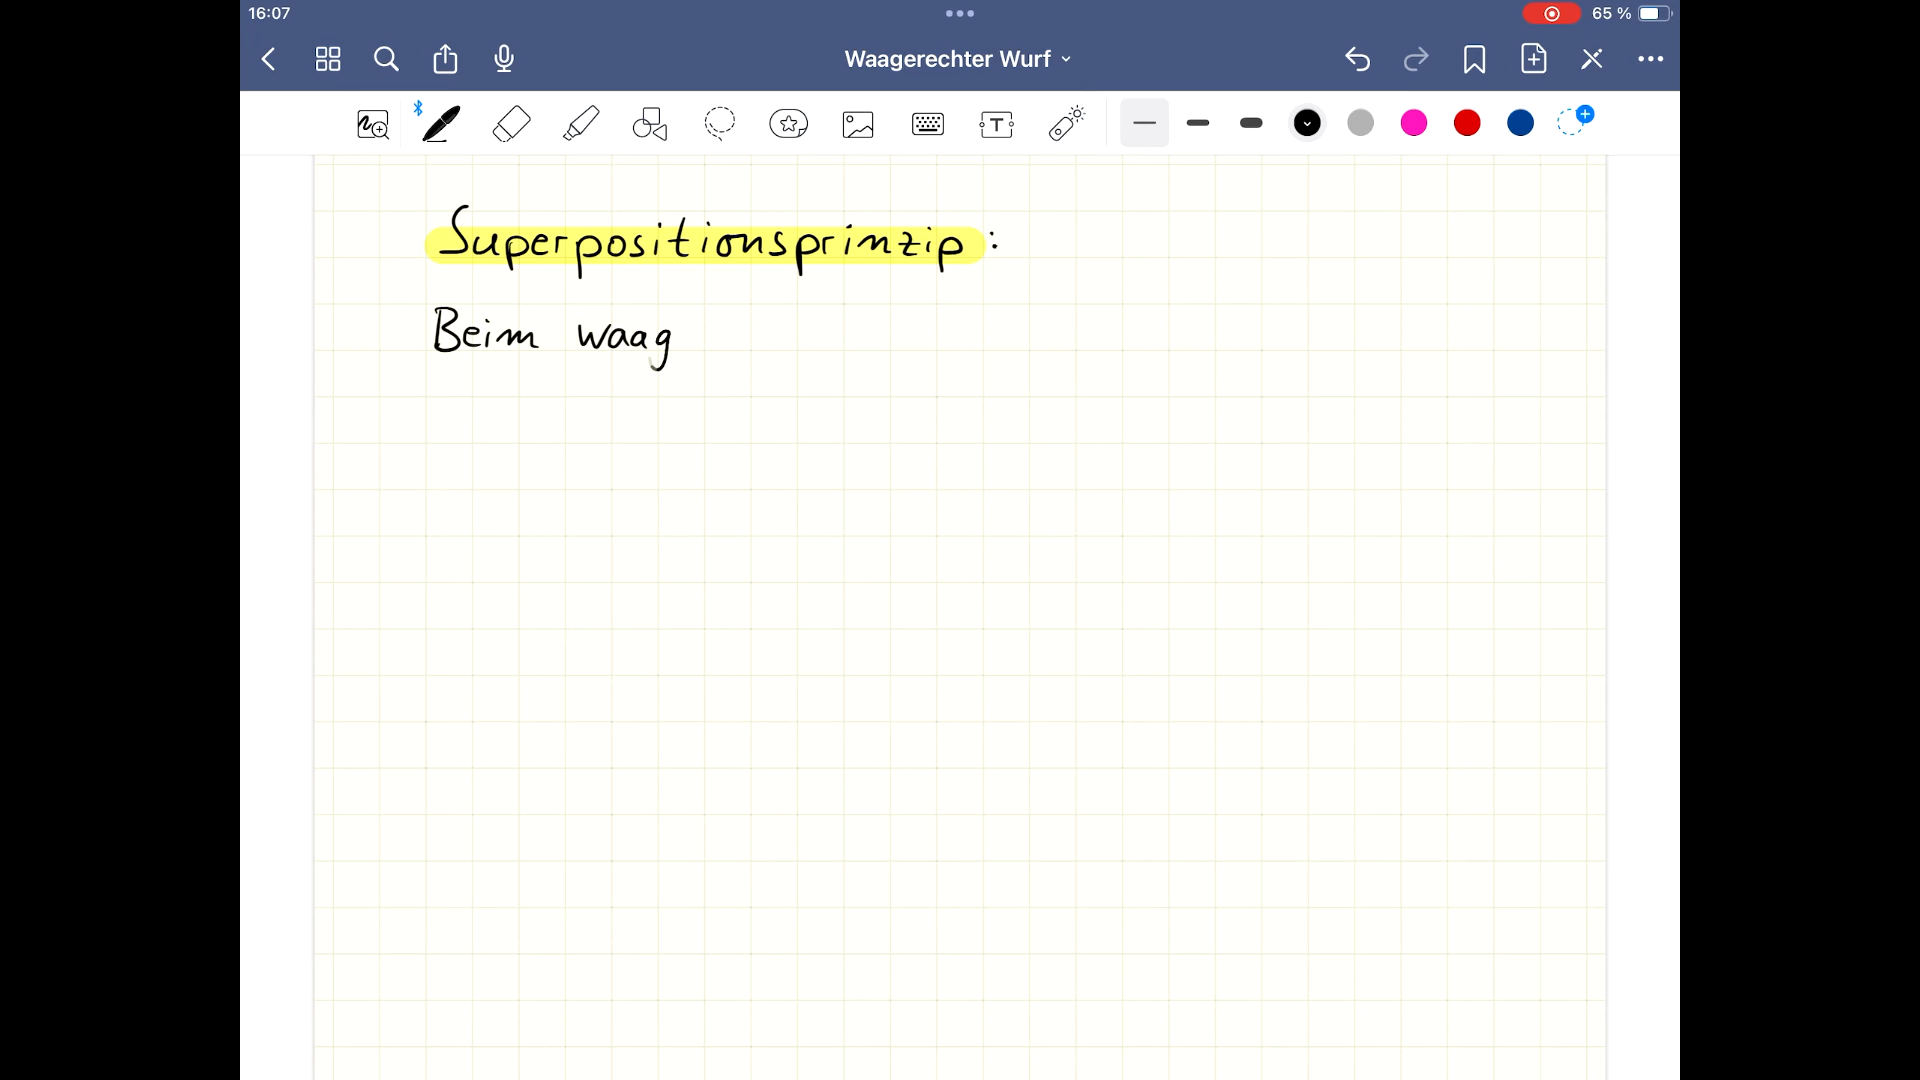 16:07
65 %
Waagerechter Wurf
T
Superpositionsprinzip:
Beim waag